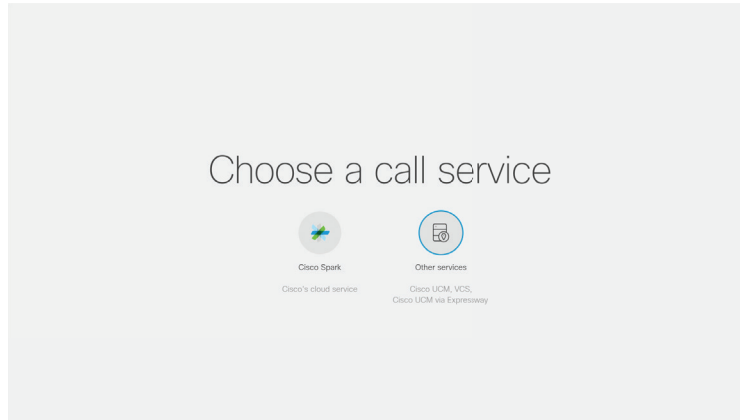 Choose a call service
Cisco Spark
Other services
Cisco's cloud service
Cisco UCM, VCS,
Cisco UCM via Expressway